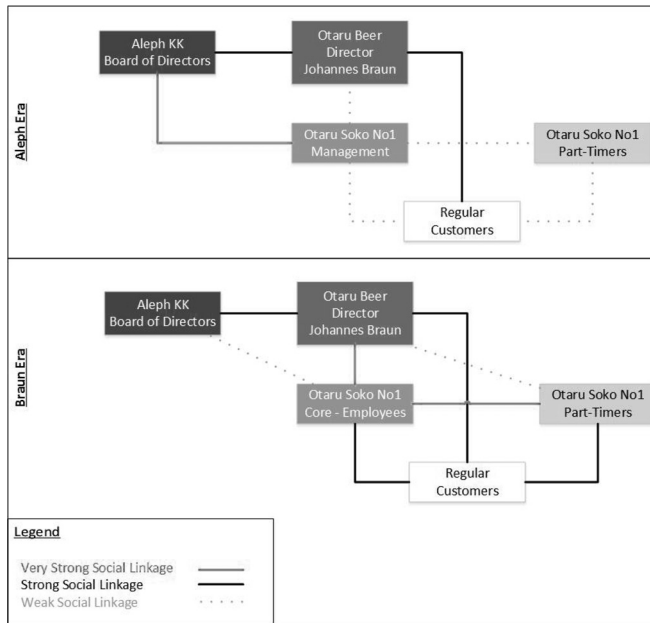 Aleph Era
Aleph KK
Board of Directors
Otaru Beer
Director
Johannes Braun
Otaru Soko No1
Management
Otaru Soko No1
Part-Timers
Regular
Customers
Braun Era
Aleph KK
Board of Directors
Otaru Beer
Director
Johannes Braun
Otaru Soko No1
Core - Employees
Otaru Soko No1
Part-Timers
Regular
Customers
Legend
Very Strong Social Linkage
Strong Social Linkage
Weak Social Linkage